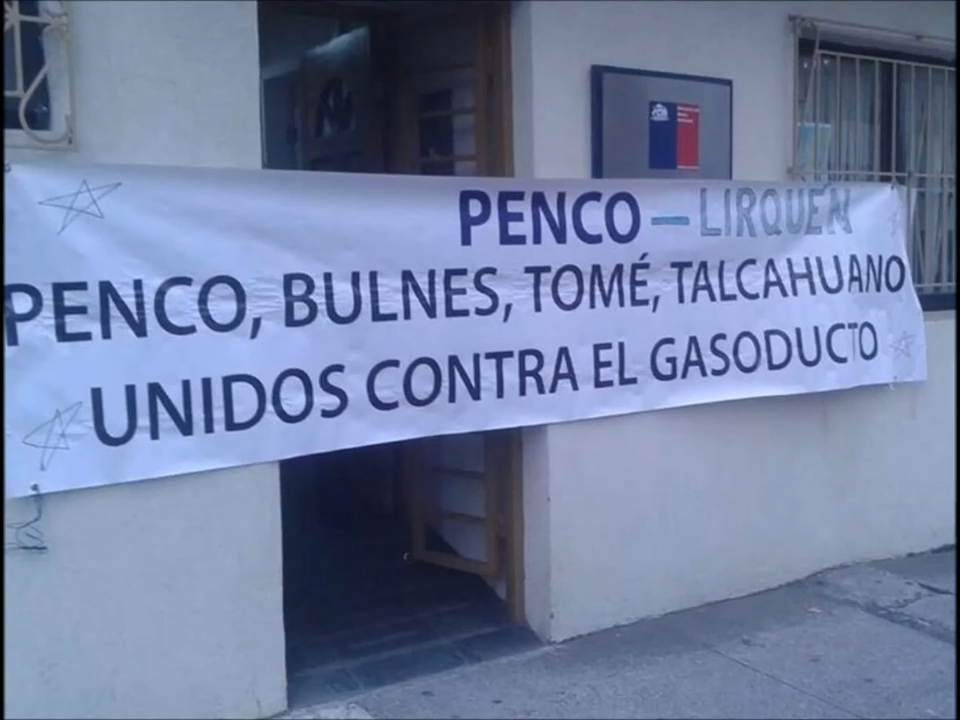 PENCO – LIRQUÉN
PENCO, BULNES, TOMÉ, TALCAHUANO
UNIDOS CONTRA EL GASODUCTO